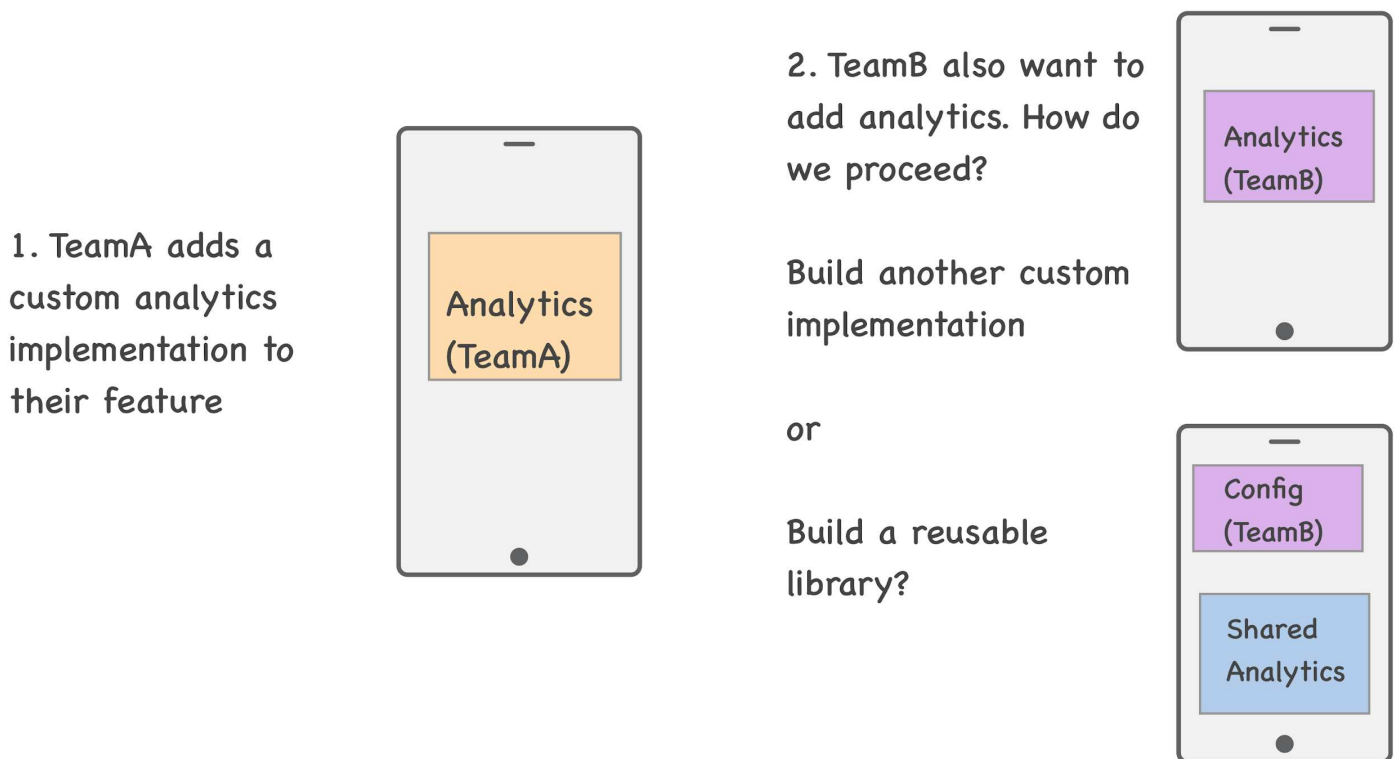 1. TeamA adds a
custom analytics
implementation to
their feature
Analytics
(TeamA)
2. TeamB also want to
add analytics. How do
we proceed?
Build another custom
implementation
or
Build a reusable
library?
Analytics
(TeamB)
Config
(TeamB)
Shared
Analytics